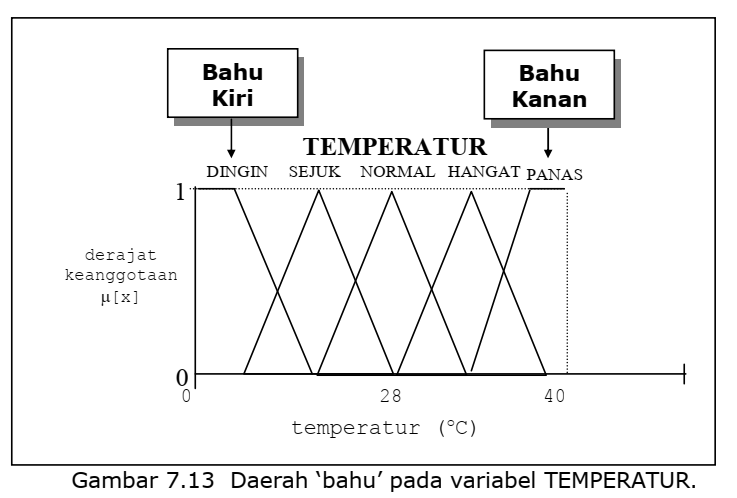 Bahu
Kiri
Bahu
Kanan
TEMPERATUR
DINGIN SEJUK NORMAL HANGAT PANAS
1
derajat
keanggotaan
μ[x]
0
0 28 40
temperatur (°C)
Gambar 7.13 Daerah ‘bahu’ pada variabel TEMPERATUR.